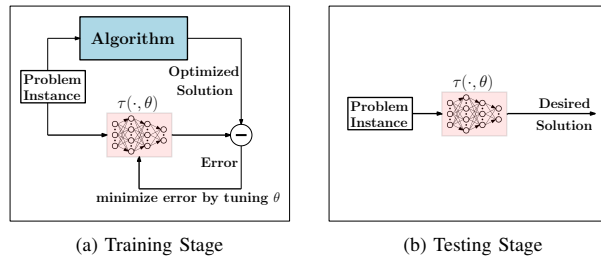 Algorithm
Problem
Instance
Optimized
Solution
τ(·, θ)
−
Error
minimize error by tuning θ
(a) Training Stage
τ(·, θ)
Problem
Instance
Desired
Solution
(b) Testing Stage